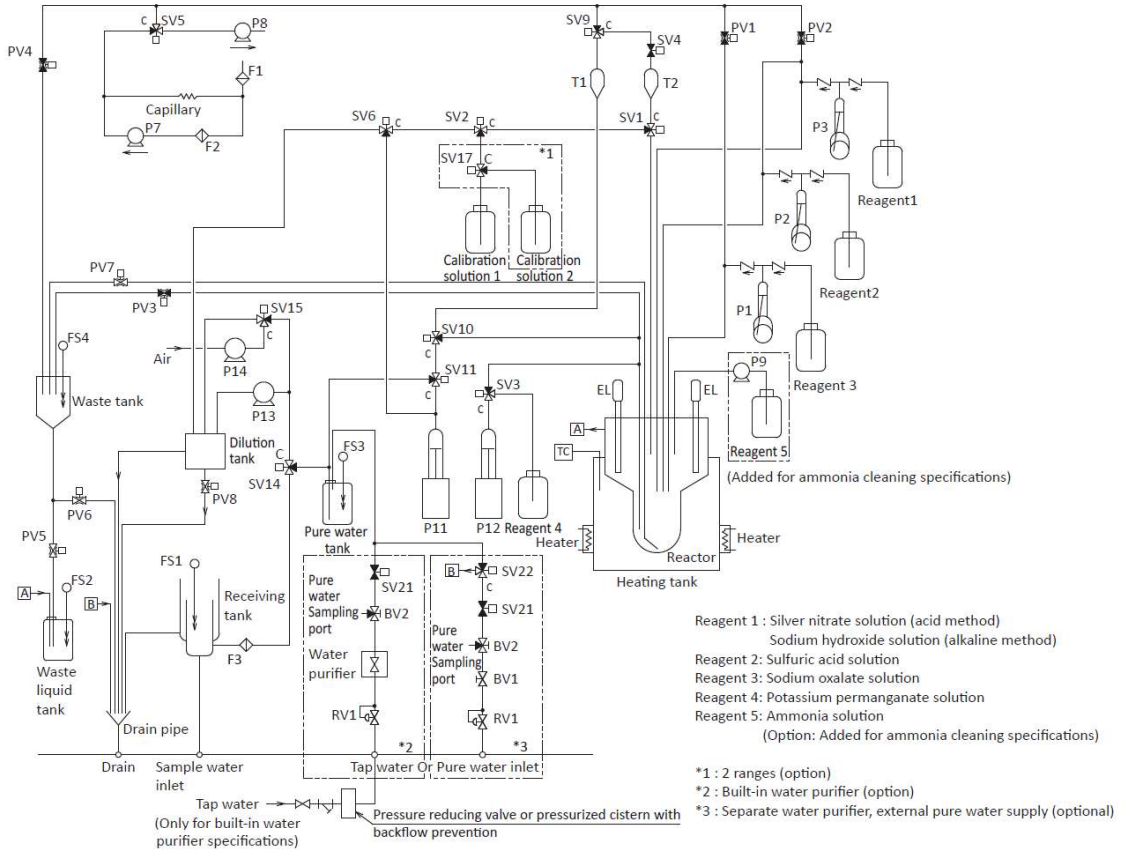 C
SV5
P8
PV4
F1
Capillary
P7
F2
SV9
C
SV4
T1
T2
PV1
PV2
SV6
C
SV2
C
SV1
C
SV17
C
*1
Calibration
solution 1
Calibration
solution 2
P3
Reagent1
P2
Reagent2
P1
Reagent 3
PV7
PV3
SV15
C
FS4
Air
P14
Waste tank
P13
Dilution
tank
SV10
C
SV11
C
SV3
C
P9
EL
EL
A
TC
Reagent 5
(Added for ammonia cleaning specifications)
C
SV14
FS3
PV8
PV6
PV5
Pure water
tank
P11
P12
Reagent 4
Heater
Heater
Reactor
Heating tank
FS1
FS2
A
B
Receiving
tank
F3
Waste
liquid
tank
Drain pipe
Drain
Sample water
inlet
Pure
water
Sampling
port
SV21
BV2
Water
purifier
RV1
*2
B
SV22
C
SV21
Pure
water
Sampling
port
BV2
BV1
RV1
*3
Tap water Or Pure water inlet
Tap water
(Only for built-in water
purifier specifications)
Pressure reducing valve or pressurized cistern with
backflow prevention
Reagent 1 : Silver nitrate solution (acid method)
Sodium hydroxide solution (alkaline method)
Reagent 2: Sulfuric acid solution
Reagent 3: Sodium oxalate solution
Reagent 4: Potassium permanganate solution
Reagent 5: Ammonia solution
(Option: Added for ammonia cleaning specifications)
*1 : 2 ranges (option)
*2 : Built-in water purifier (option)
*3 : Separate water purifier, external pure water supply (optional)